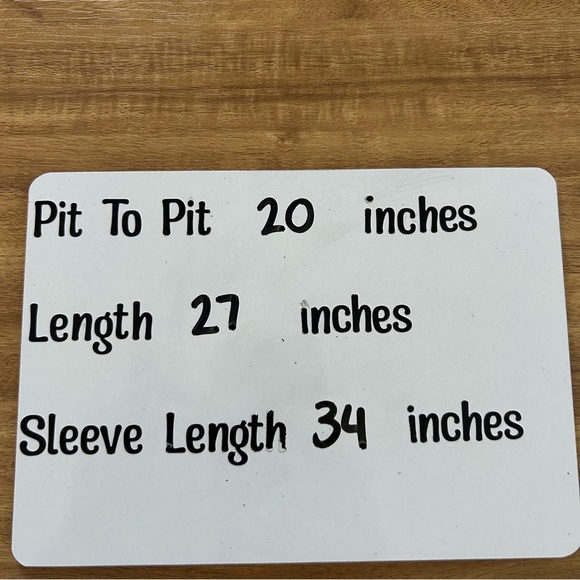 Pit To Pit 20 inches
Length 27 inches
Sleeve Length 34 inches